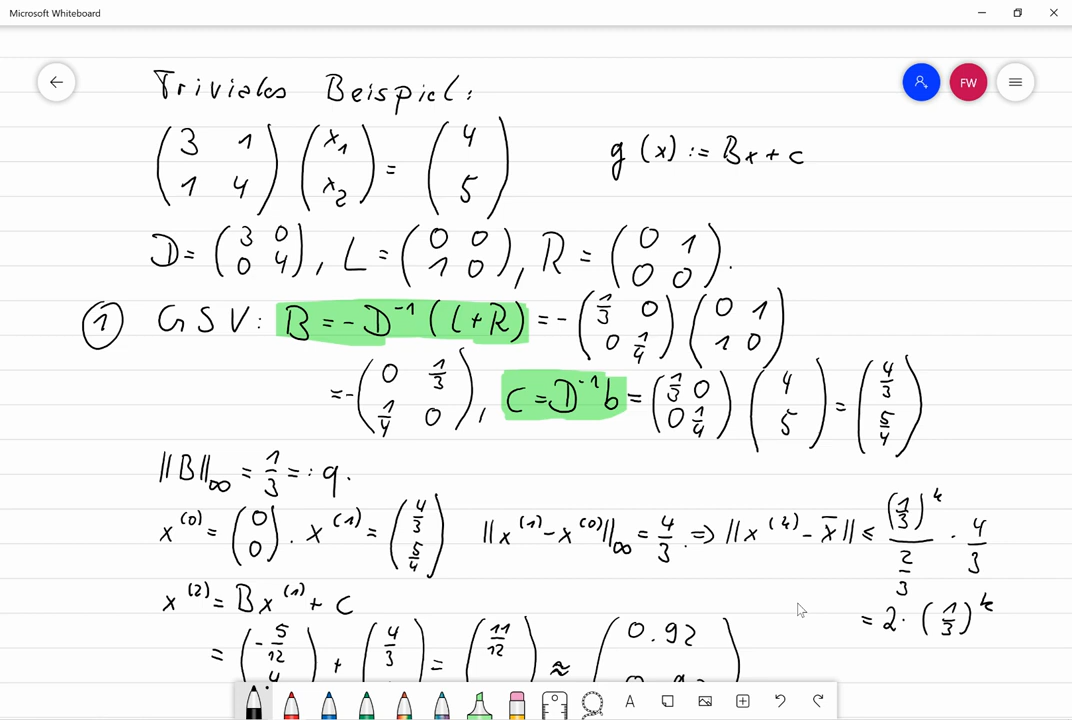 Microsoft Whiteboard
FW
Triviales Beispiel:
(3 1; 1 4) (x₁; x₂) = (4; 5)   g(x) := Bx + c
D = (3 0; 0 4), L = (0 0; 1 0), R = (0 1; 0 0).
① GSV: B = -D⁻¹ (L+R) = - (1/3 0; 0 1/4) (0 1; 1 0)
= - (0 1/3; 1/4 0), C = D⁻¹b = (1/3 0; 0 1/4) (4; 5) = (4/3; 5/4)
||B||∞ = 1/3 =: q.
x⁽⁰⁾ = (0; 0). x⁽¹⁾ = (4/3; 5/4)   ||x⁽¹⁾ - x⁽⁰⁾||∞ = 4/3. ⇒ ||x⁽ᵏ⁾ - x̄|| ≤ (1/3)ᵏ / (2/3) · 4/3
x⁽²⁾ = Bx⁽¹⁾ + C   = 2 · (1/3)ᵏ
= (-5/12; ) + (4/3; ) = (11/12; ) ≈ (0.92; )
A